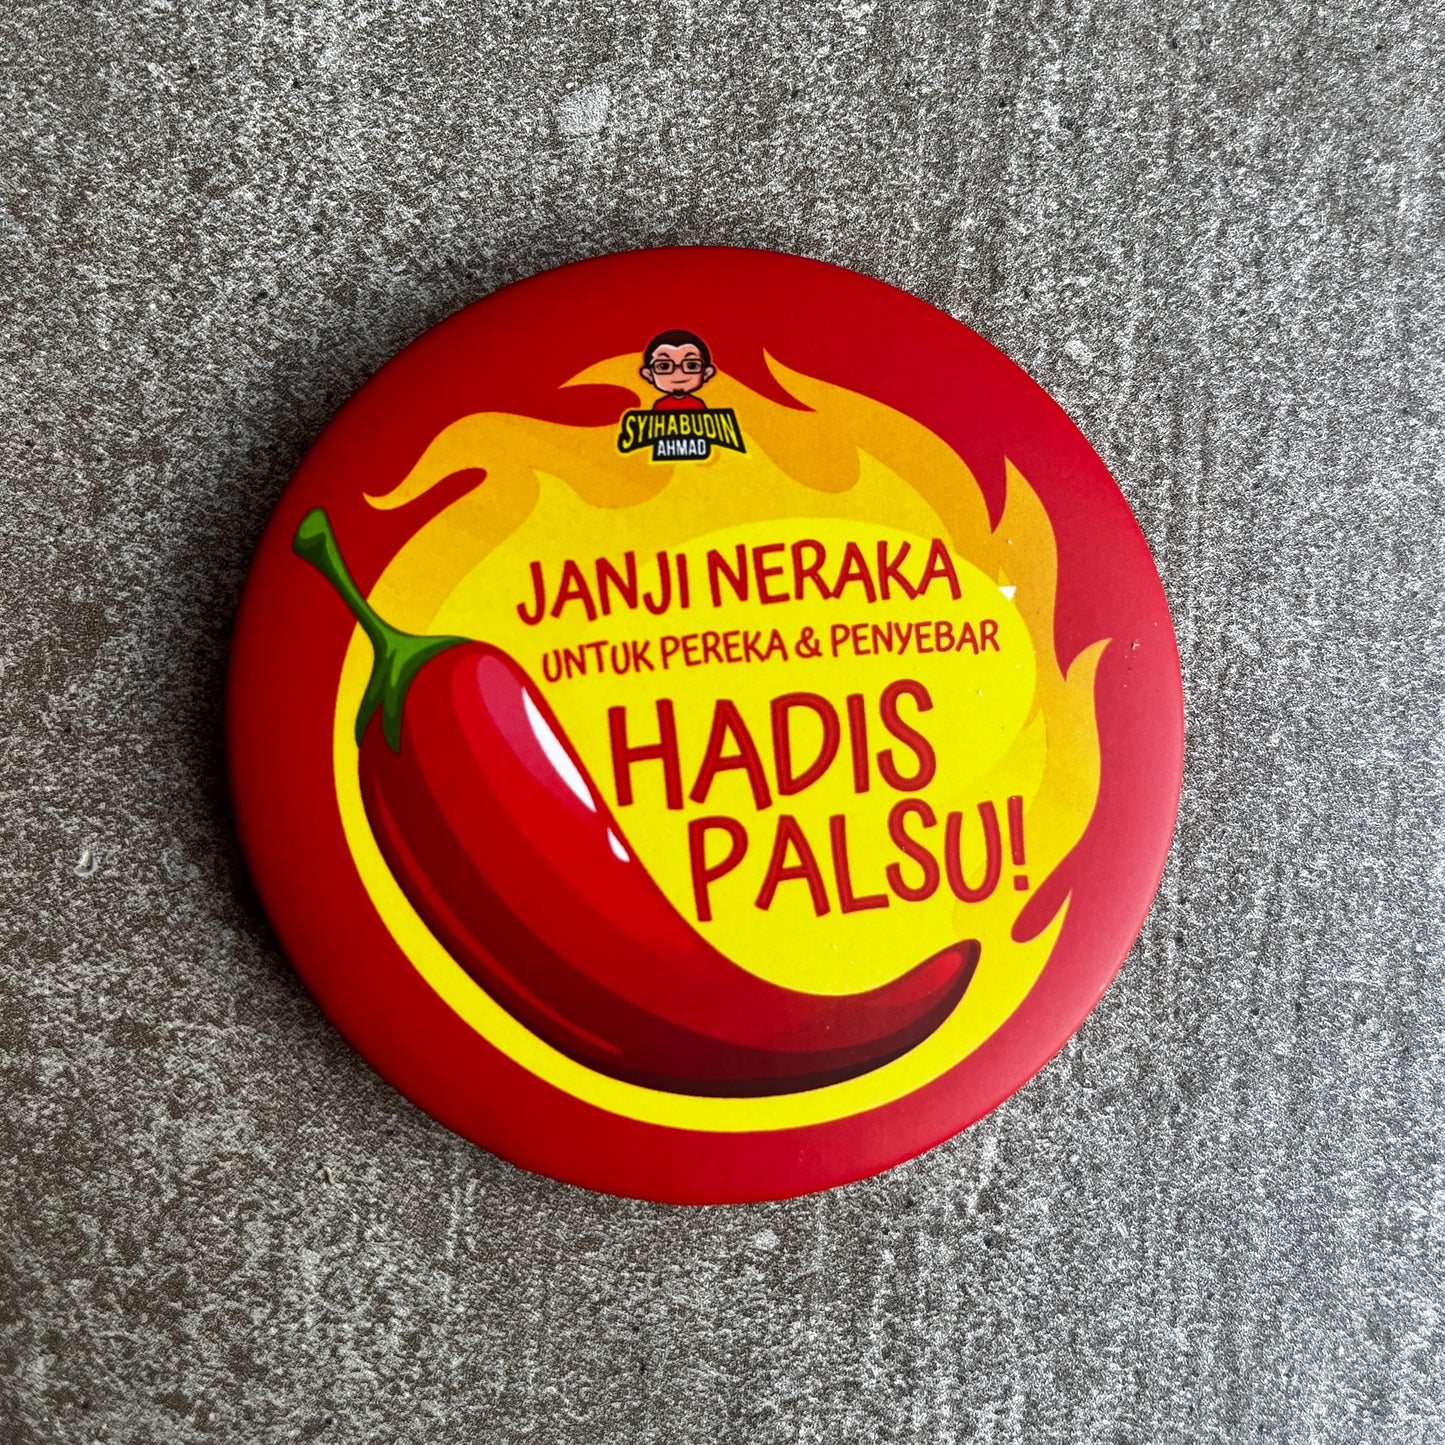 SYIHABUDIN
AHMAD
JANJI NERAKA
UNTUK PEREKA & PENYEBAR
HADIS
PALSU!